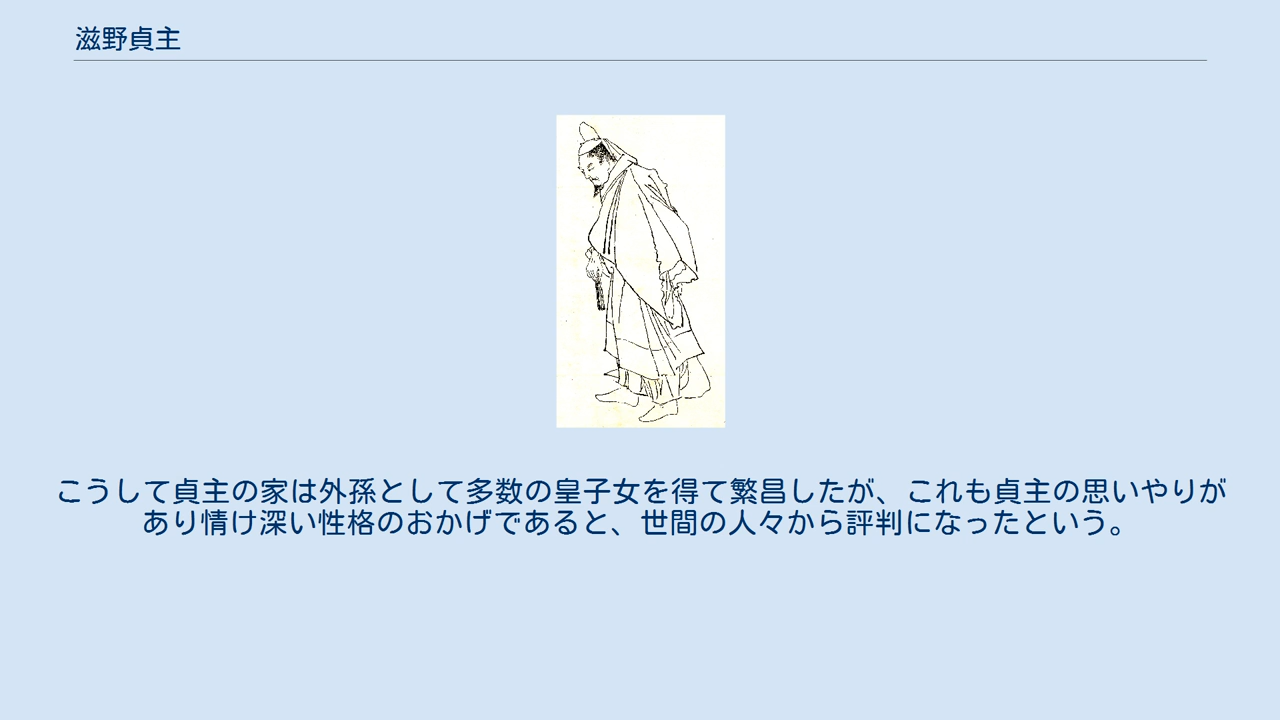 滋野貞主
こうして貞主の家は外孫として多数の皇子女を得て繁昌したが、これも貞主の思いやりが
あり情け深い性格のおかげであると、世間の人々から評判になったという。